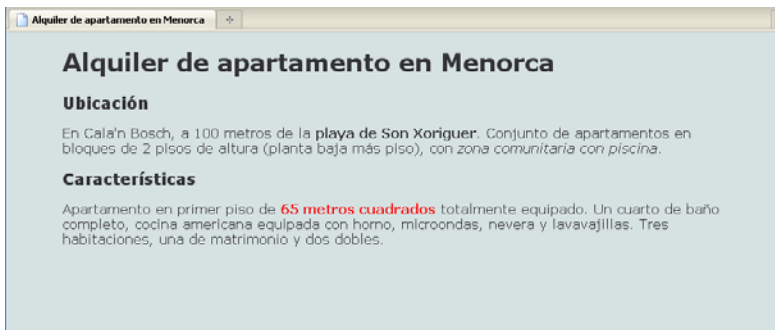 Alquiler de apartamento en Menorca
Alquiler de apartamento en Menorca
Ubicación
En Cala'n Bosch, a 100 metros de la playa de Son Xoriguer. Conjunto de apartamentos en
bloques de 2 pisos de altura (planta baja más piso), con zona comunitaria con piscina.
Características
Apartamento en primer piso de 65 metros cuadrados totalmente equipado. Un cuarto de baño
completo, cocina americana equipada con horno, microondas, nevera y lavavajillas. Tres
habitaciones, una de matrimonio y dos dobles.